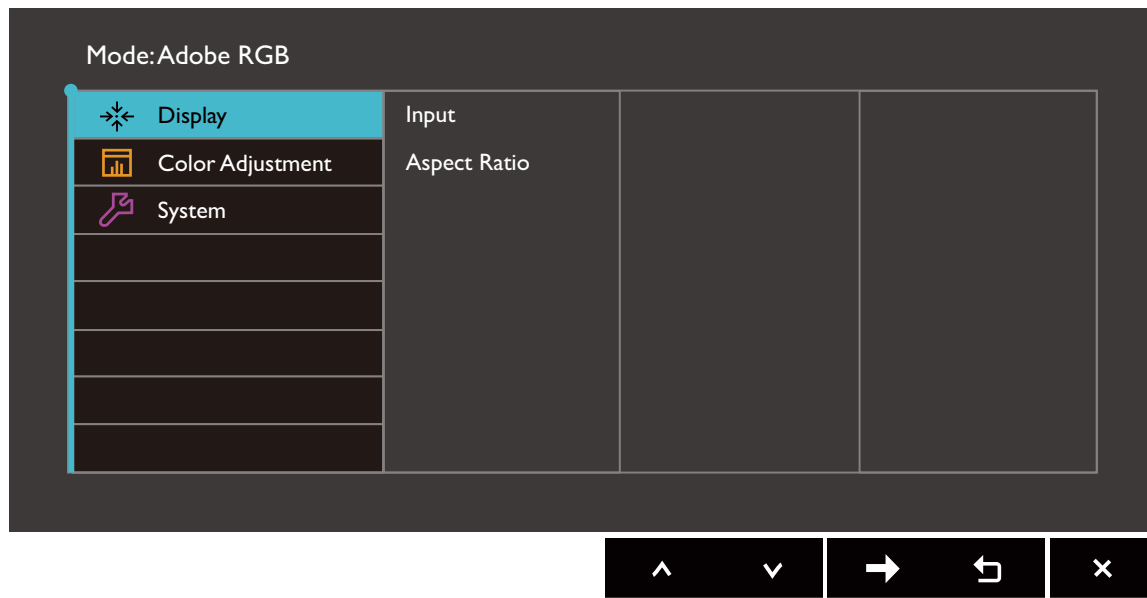 Mode: Adobe RGB
Display
Input
Color Adjustment
Aspect Ratio
System